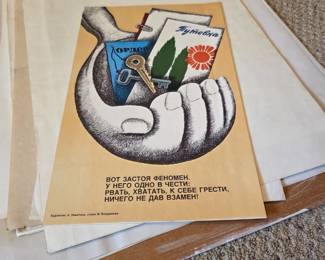 ОРДЕР
Путевка
ВОТ ЗАСТОЯ ФЕНОМЕН.
У НЕГО ОДНО В ЧЕСТИ:
РВАТЬ, ХВАТАТЬ, К СЕБЕ ГРЕСТИ,
НИЧЕГО НЕ ДАВ ВЗАМЕН!